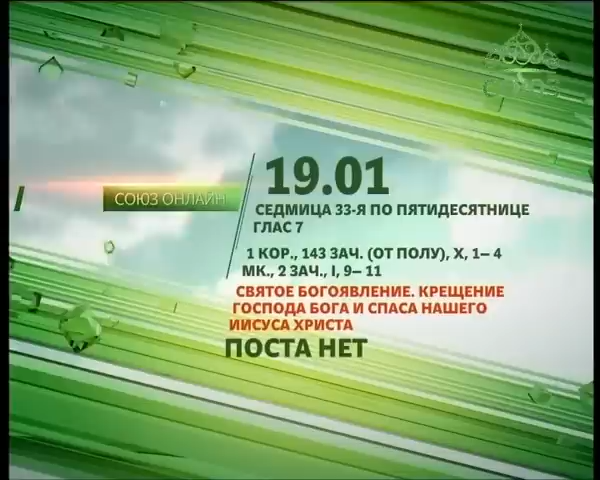 СОЮЗ
СОЮЗ ОНЛАЙН
19.01
СЕДМИЦА 33-Я ПО ПЯТИДЕСЯТНИЦЕ
ГЛАС 7
1 КОР., 143 ЗАЧ. (ОТ ПОЛУ), X, 1– 4
МК., 2 ЗАЧ., I, 9– 11
СВЯТОЕ БОГОЯВЛЕНИЕ. КРЕЩЕНИЕ
ГОСПОДА БОГА И СПАСА НАШЕГО
ИИСУСА ХРИСТА
ПОСТА НЕТ